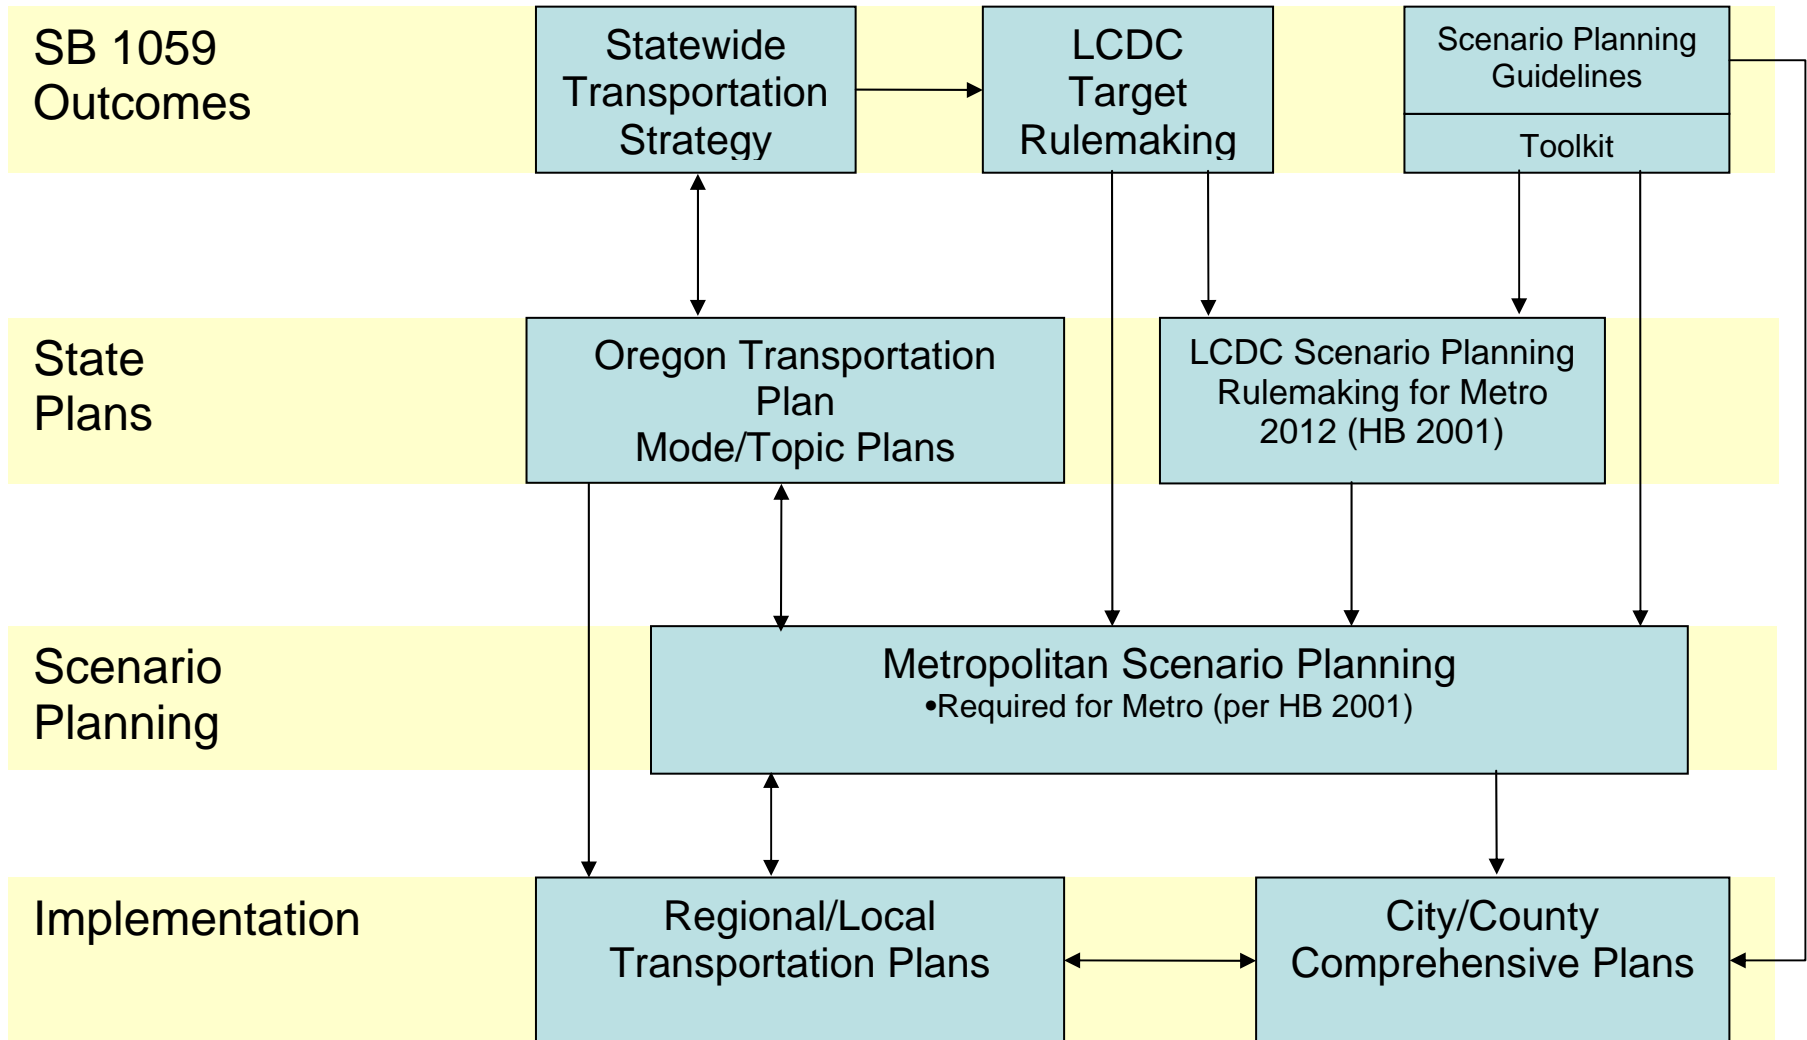 SB 1059
Outcomes
Statewide
Transportation
Strategy
LCDC
Target
Rulemaking
Scenario Planning
Guidelines
Toolkit
State
Plans
Oregon Transportation
Plan
Mode/Topic Plans
LCDC Scenario Planning
Rulemaking for Metro
2012 (HB 2001)
Scenario
Planning
Metropolitan Scenario Planning
•Required for Metro (per HB 2001)
Implementation
Regional/Local
Transportation Plans
City/County
Comprehensive Plans